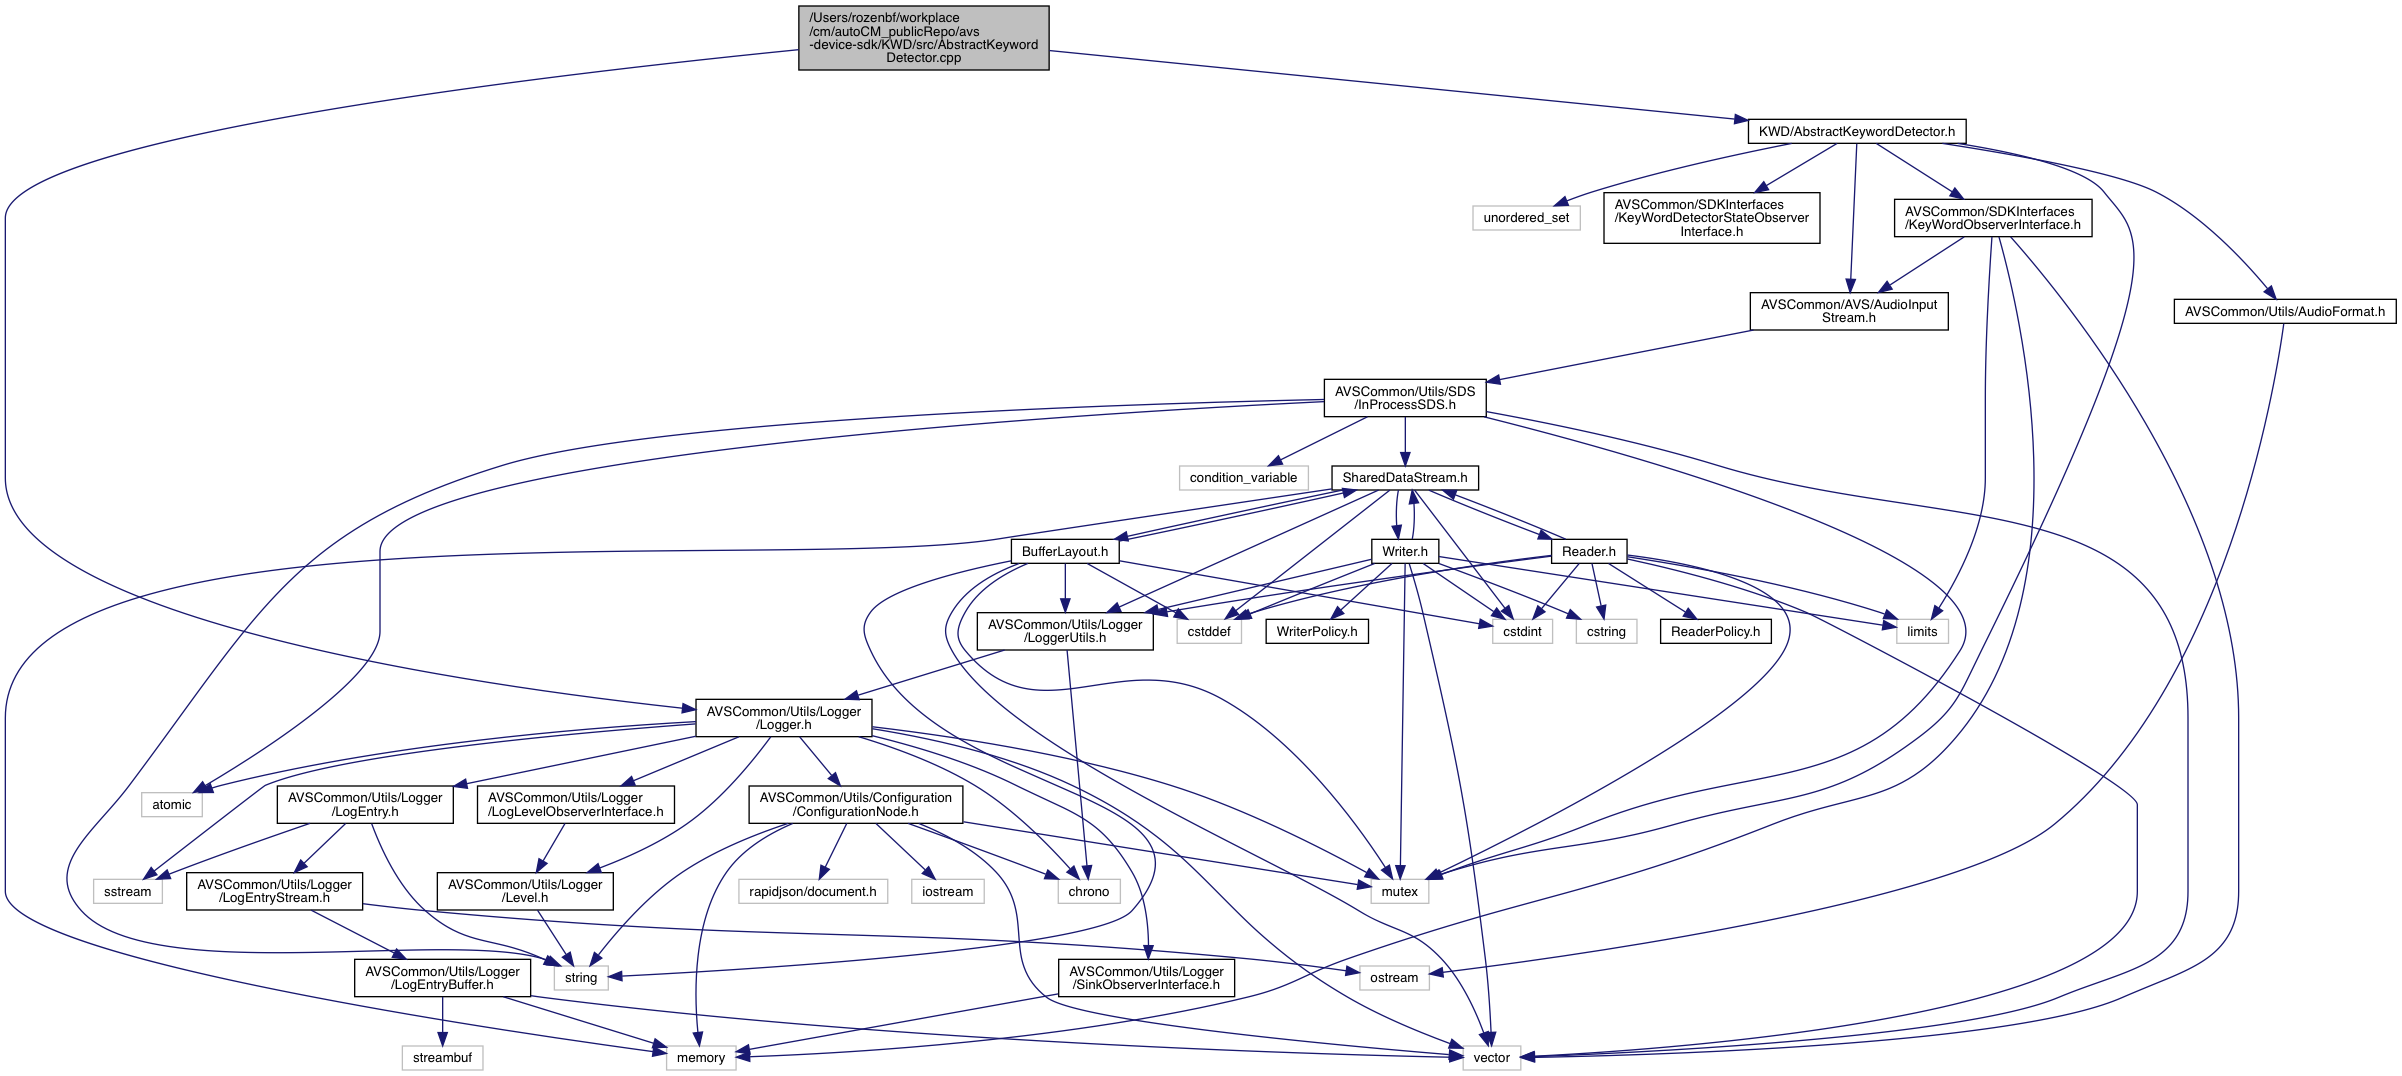 /Users/rozenbf/workplace
/cm/autoCM_publicRepo/avs
-device-sdk/KWD/src/AbstractKeyword
Detector.cpp
KWD/AbstractKeywordDetector.h
unordered_set
AVSCommon/SDKInterfaces
/KeyWordDetectorStateObserver
Interface.h
AVSCommon/SDKInterfaces
/KeyWordObserverInterface.h
AVSCommon/AVS/AudioInput
Stream.h
AVSCommon/Utils/AudioFormat.h
AVSCommon/Utils/SDS
/InProcessSDS.h
condition_variable
SharedDataStream.h
BufferLayout.h
Writer.h
Reader.h
AVSCommon/Utils/Logger
/LoggerUtils.h
cstddef
WriterPolicy.h
cstdint
cstring
ReaderPolicy.h
limits
AVSCommon/Utils/Logger
/Logger.h
atomic
AVSCommon/Utils/Logger
/LogEntry.h
AVSCommon/Utils/Logger
/LogLevelObserverInterface.h
AVSCommon/Utils/Configuration
/ConfigurationNode.h
sstream
AVSCommon/Utils/Logger
/LogEntryStream.h
AVSCommon/Utils/Logger
/Level.h
rapidjson/document.h
iostream
chrono
mutex
AVSCommon/Utils/Logger
/LogEntryBuffer.h
string
AVSCommon/Utils/Logger
/SinkObserverInterface.h
ostream
streambuf
memory
vector